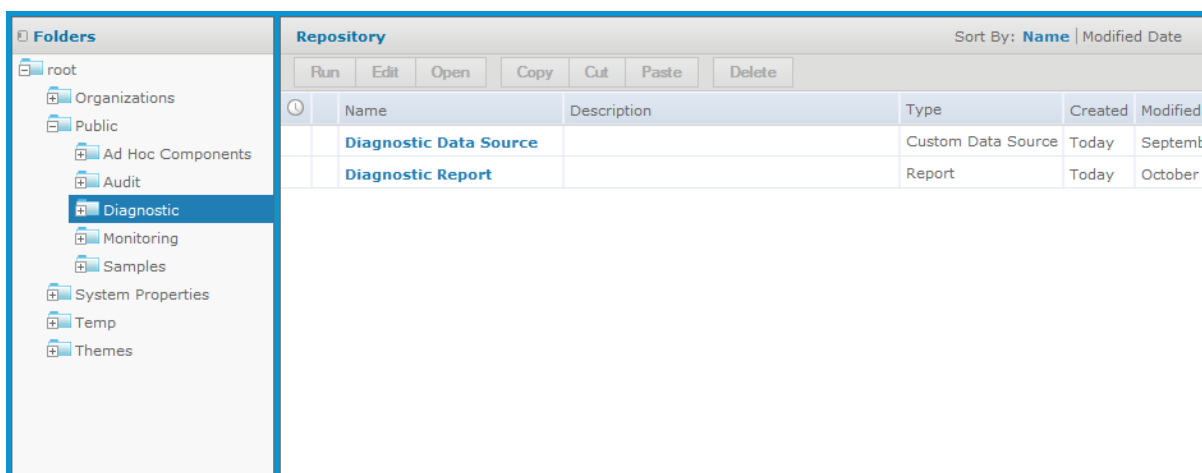 Folders
root
Organizations
Public
Ad Hoc Components
Audit
Diagnostic
Monitoring
Samples
System Properties
Temp
Themes
Repository
Sort By: Name | Modified Date
Run Edit Open Copy Cut Paste Delete
Name Description Type Created Modified
Diagnostic Data Source Custom Data Source Today Septemb
Diagnostic Report Report Today October